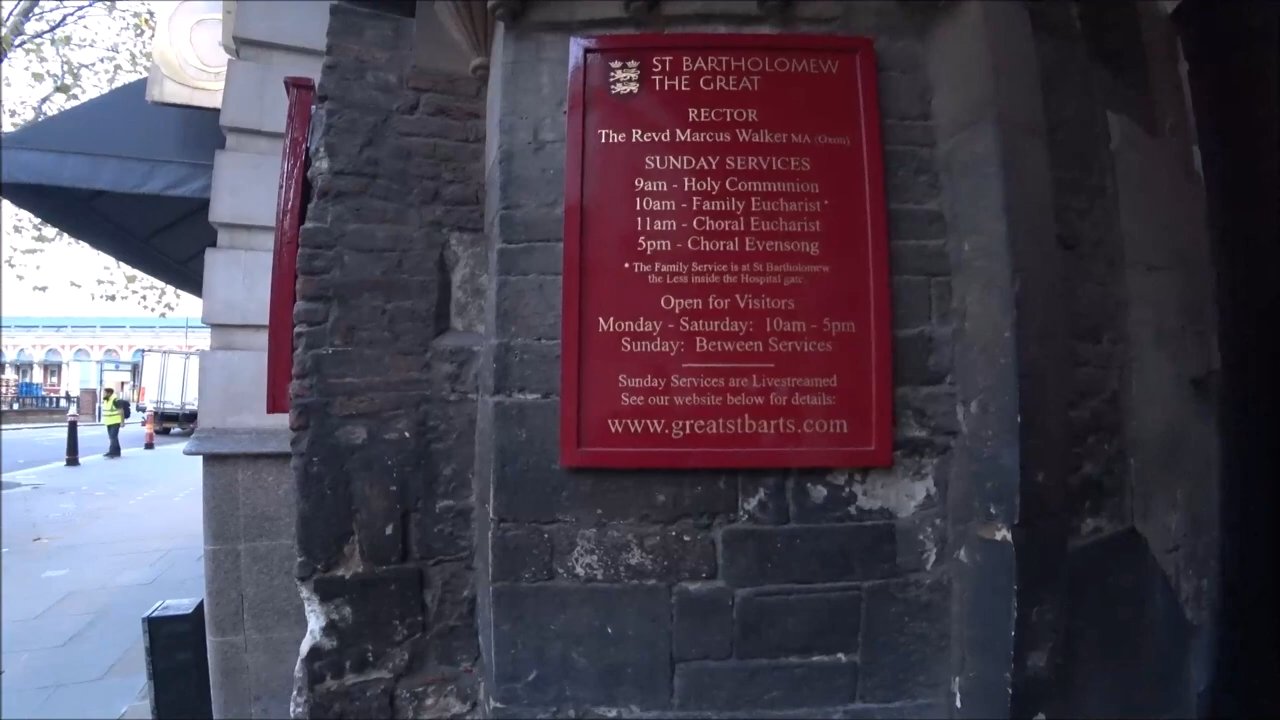 ST BARTHOLOMEW
THE GREAT
RECTOR
The Revd Marcus Walker MA (Oxon)
SUNDAY SERVICES
9am - Holy Communion
10am - Family Eucharist*
11am - Choral Eucharist
5pm - Choral Evensong
* The Family Service is at St Bartholomew
the Less inside the Hospital gate.
Open for Visitors
Monday - Saturday: 10am - 5pm
Sunday: Between Services
Sunday Services are Livestreamed
See our website below for details:
www.greatstbarts.com